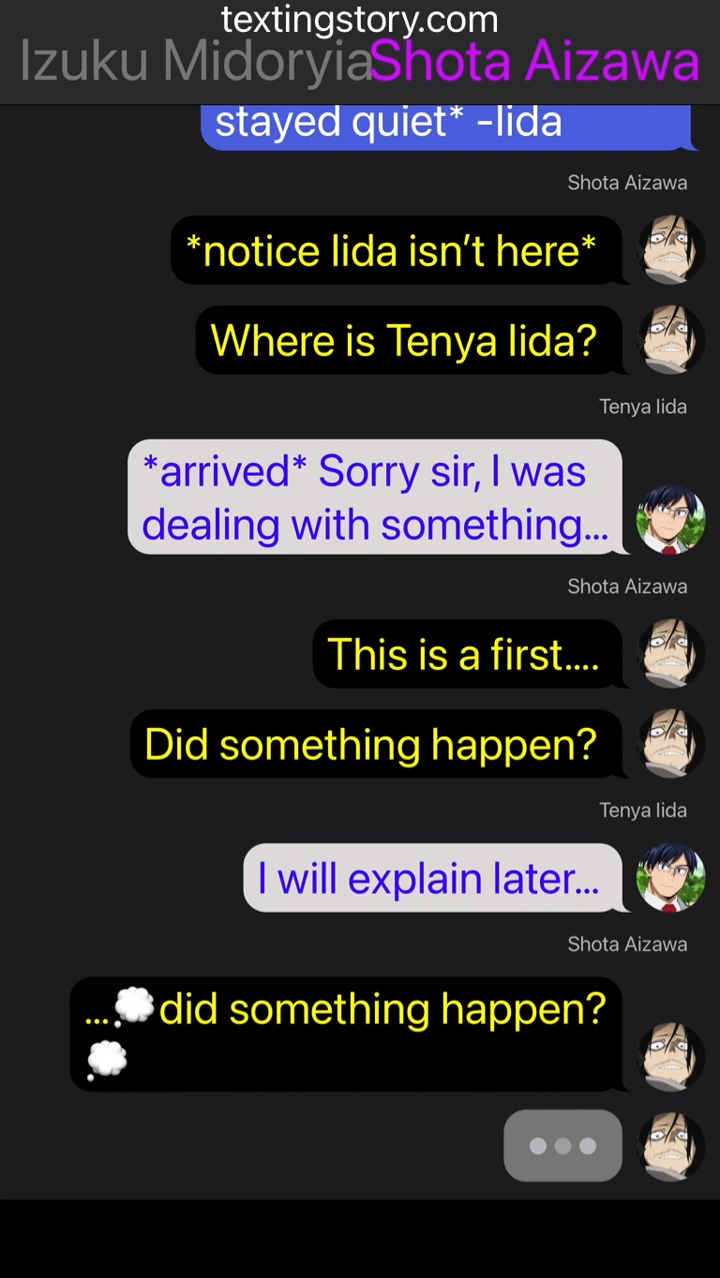 textingstory.com
Izuku Midoryia Shota Aizawa
stayed quiet* -Iida
Shota Aizawa
*notice Iida isn’t here*
Where is Tenya Iida?
Tenya Iida
*arrived* Sorry sir, I was
dealing with something...
Shota Aizawa
This is a first....
Did something happen?
Tenya Iida
I will explain later...
Shota Aizawa
...💭did something happen?
💭